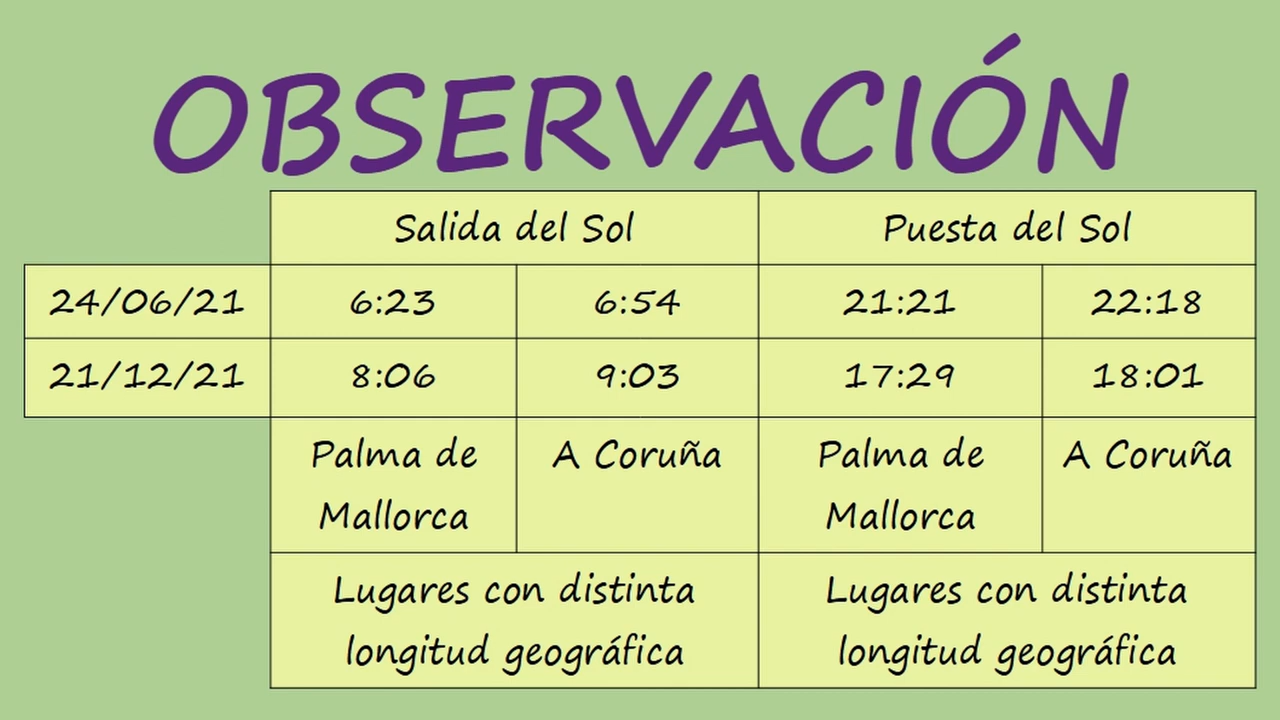 OBSERVACIÓN
Salida del Sol Puesta del Sol
24/06/21 6:23 6:54 21:21 22:18
21/12/21 8:06 9:03 17:29 18:01
Palma de Mallorca A Coruña Palma de Mallorca A Coruña
Lugares con distinta longitud geográfica Lugares con distinta longitud geográfica